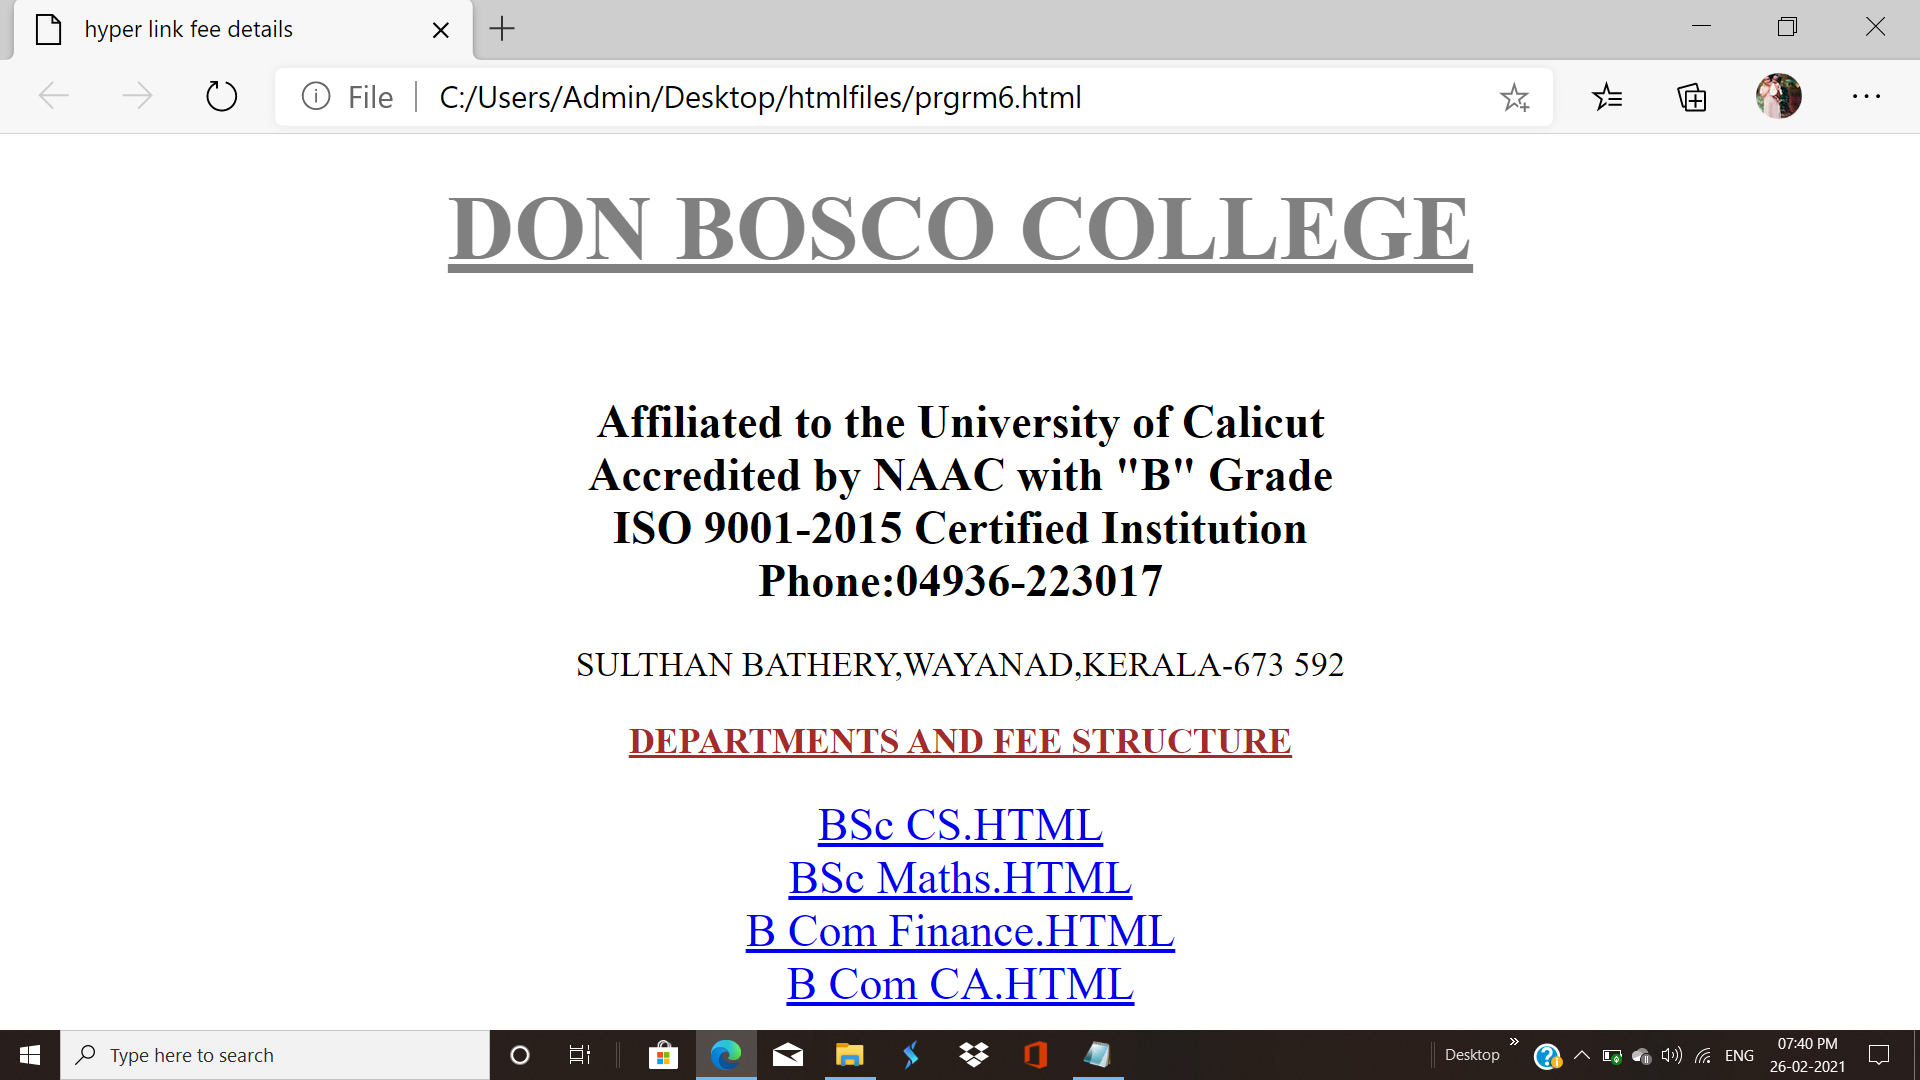 hyper link fee details
File
C:/Users/Admin/Desktop/htmlfiles/prgrm6.html
DON BOSCO COLLEGE
Affiliated to the University of Calicut
Accredited by NAAC with "B" Grade
ISO 9001-2015 Certified Institution
Phone:04936-223017
SULTHAN BATHERY,WAYANAD,KERALA-673 592
DEPARTMENTS AND FEE STRUCTURE
BSc CS.HTML
BSc Maths.HTML
B Com Finance.HTML
B Com CA.HTML
Type here to search
Desktop
ENG
07:40 PM
26-02-2021